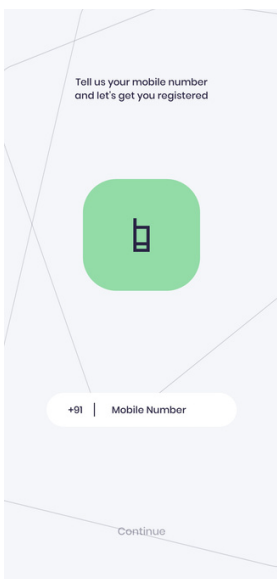 Tell us your mobile number
and let's get you registered
+91 | Mobile Number
Continue